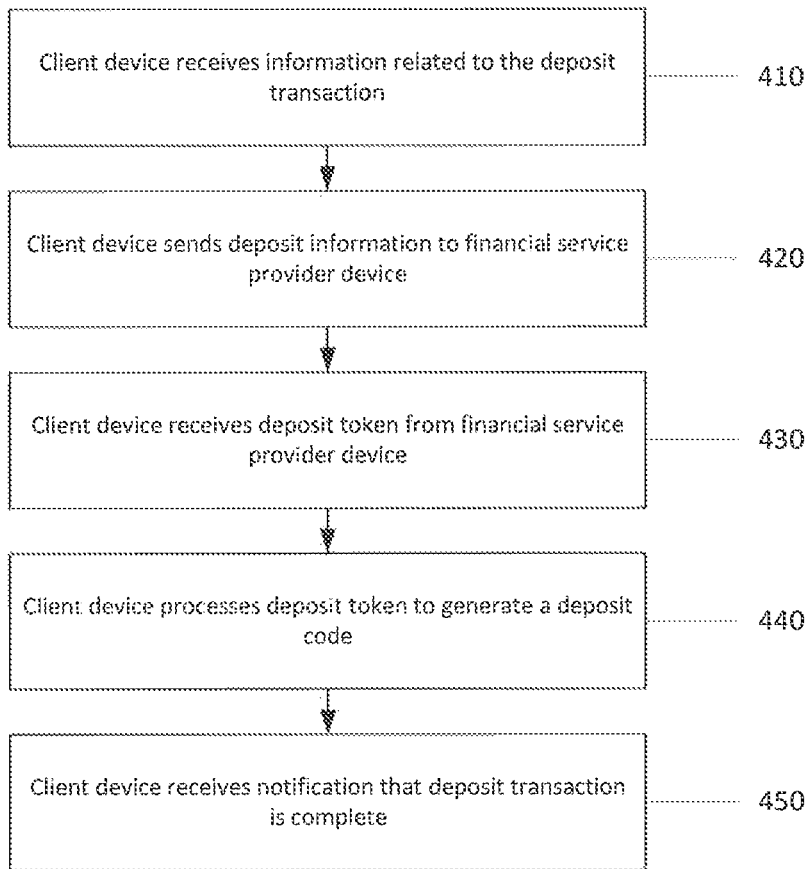 Client device receives information related to the deposit
transaction
410
Client device sends deposit information to financial service
provider device
420
Client device receives deposit token from financial service
provider device
430
Client device processes deposit token to generate a deposit
code
440
Client device receives notification that deposit transaction
is complete
450